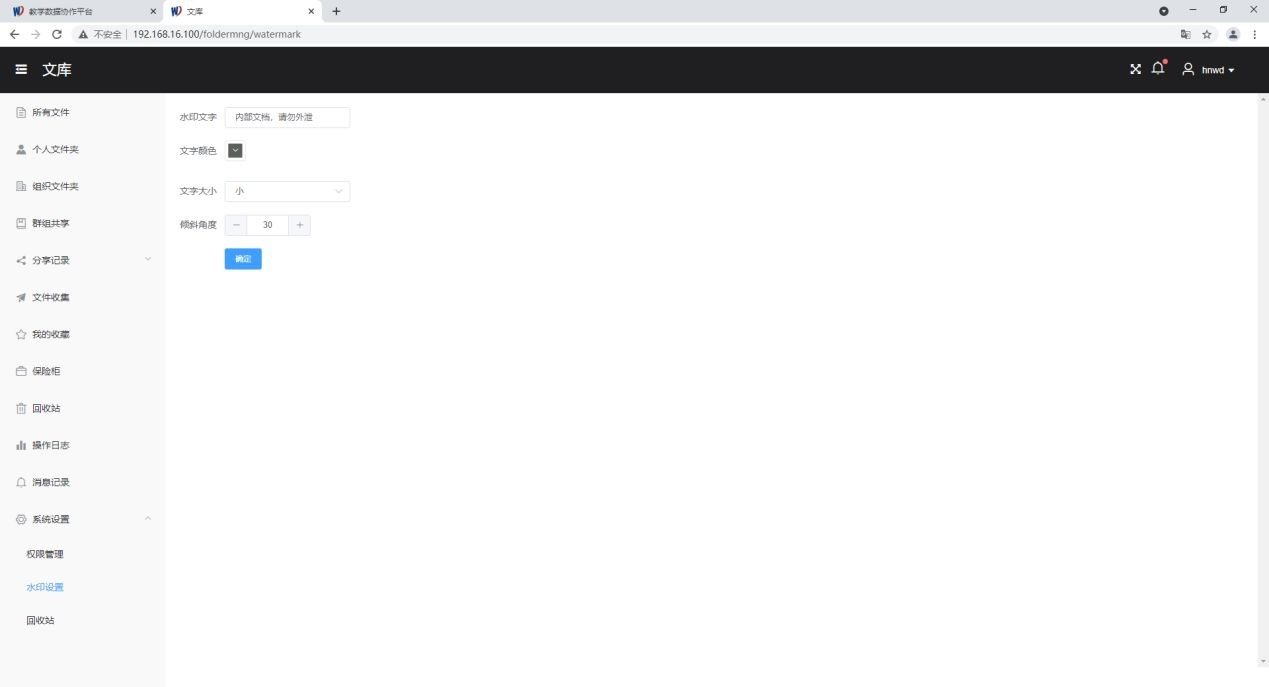 教学数据协作平台
文库
不安全 192.168.16.100/foldermng/watermark
文库
hnwd
所有文件
个人文件夹
组织文件夹
群组共享
分享记录
文件收集
我的收藏
保险柜
回收站
操作日志
消息记录
系统设置
权限管理
水印设置
回收站
水印文字 内部文档，请勿外泄
文字颜色
文字大小 小
倾斜角度 30
确定